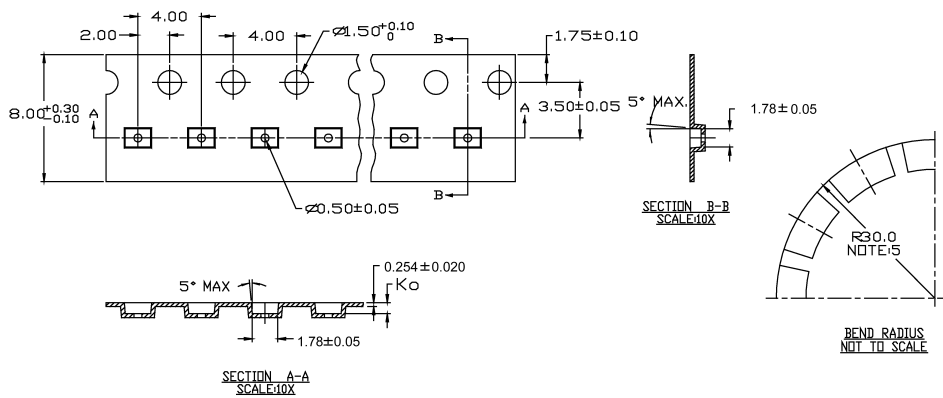 4.00
2.00
4.00
⌀1.50+0.10 0
B
1.75±0.10
8.00+0.30 -0.10
A
A
3.50±0.05
B
⌀0.50±0.05
5° MAX.
1.78±0.05
SECTION B-B
SCALE:10X
R30.0
NOTE:5
BEND RADIUS
NOT TO SCALE
5° MAX
0.254±0.020
Ko
1.78±0.05
SECTION A-A
SCALE:10X